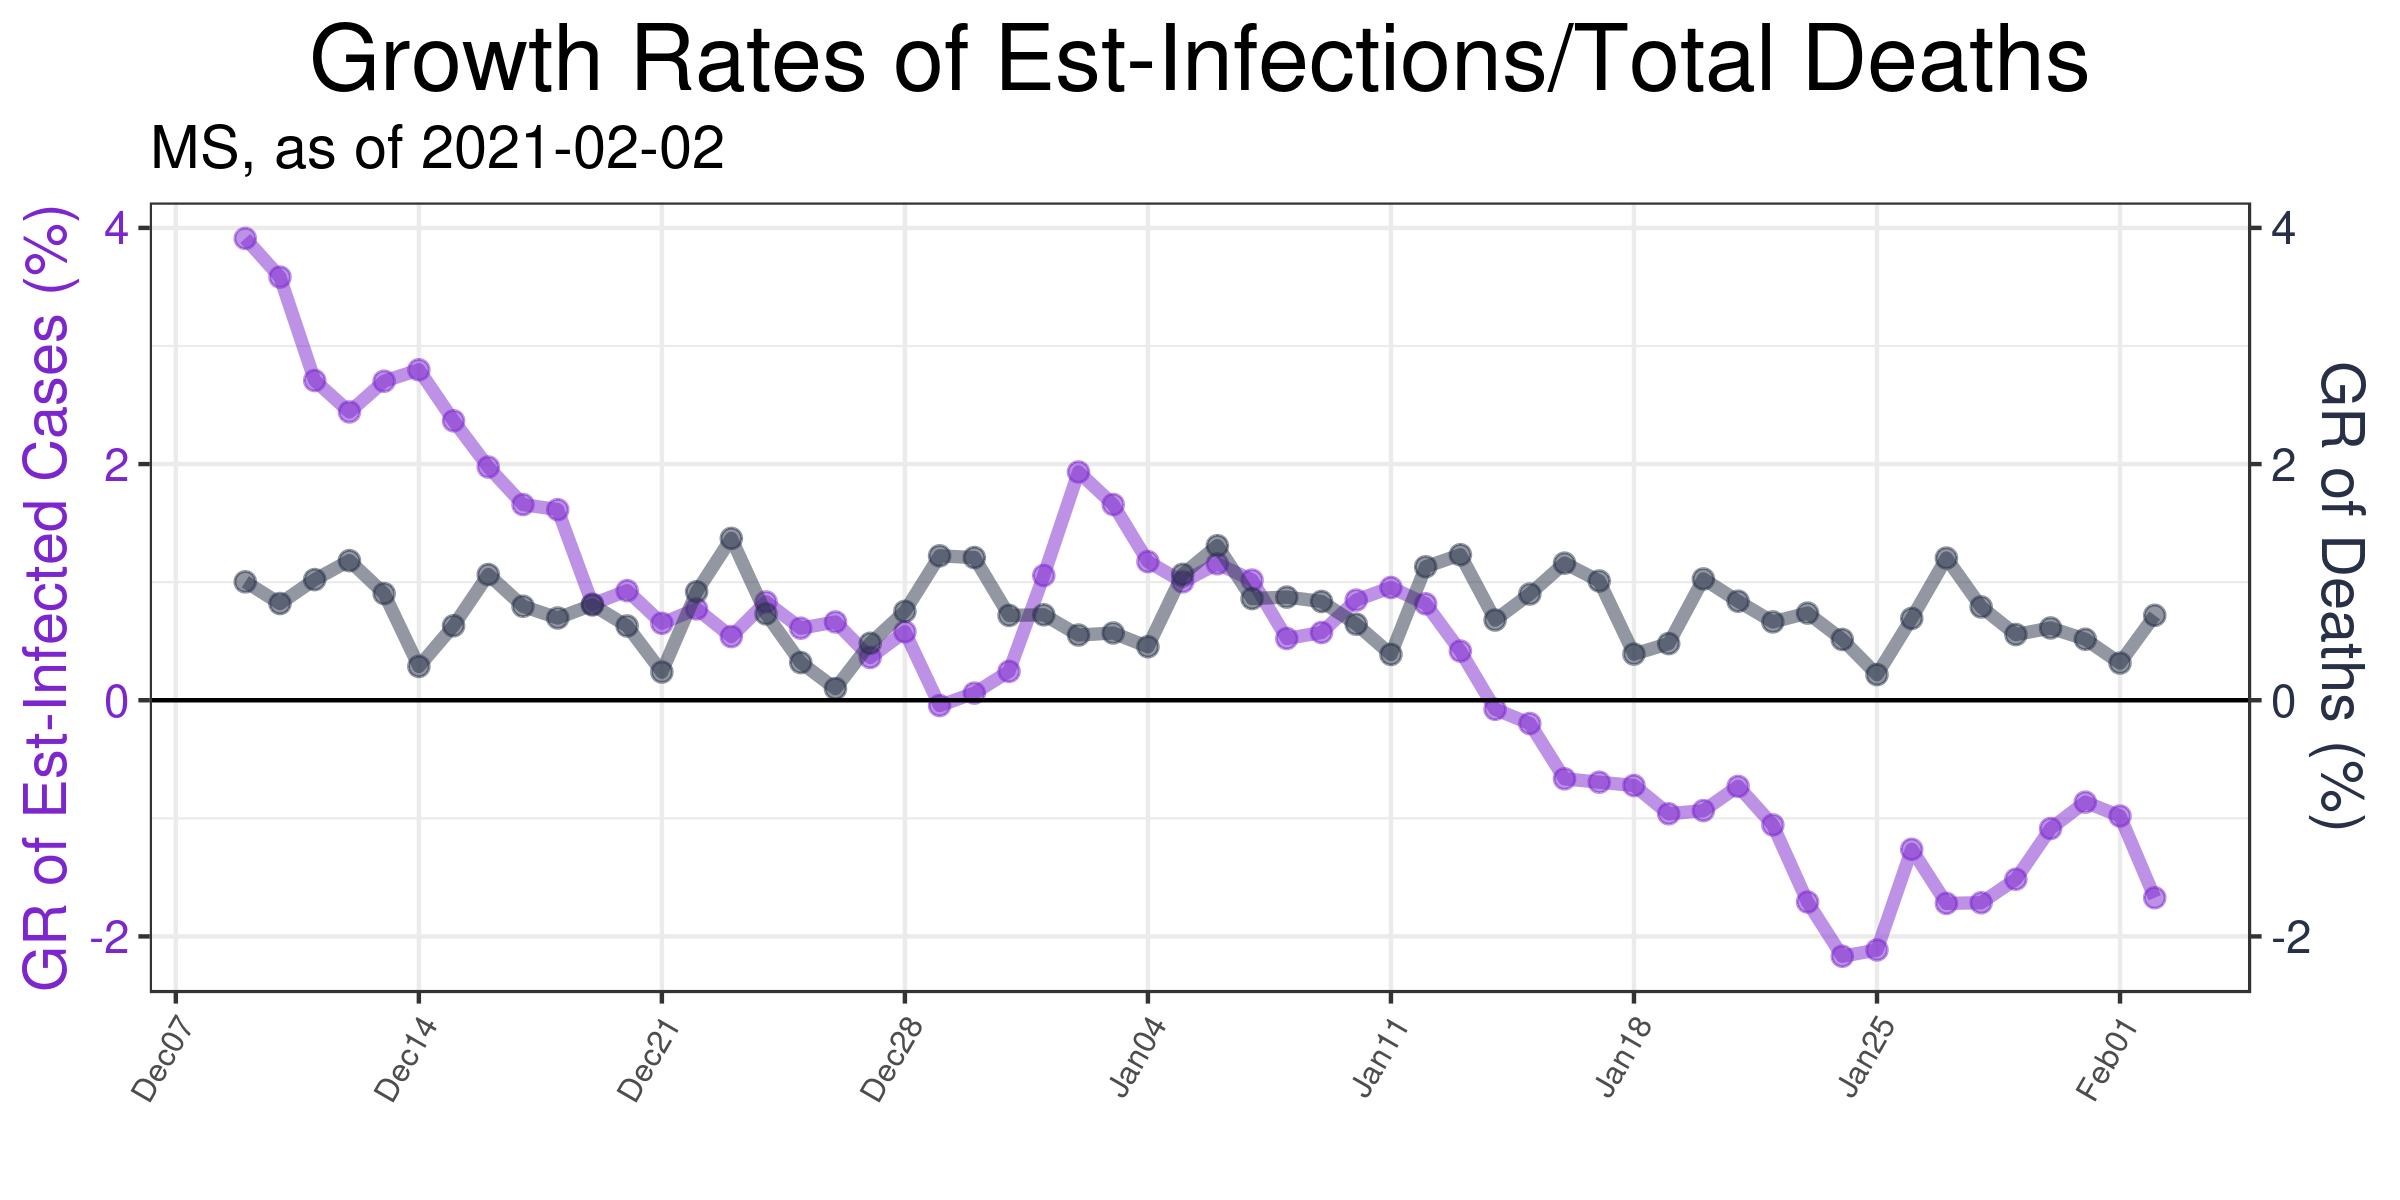 Growth Rates of Est-Infections/Total Deaths
MS, as of 2021-02-02
GR of Est-Infected Cases (%)
4
2
0
-2
4
2
0
-2
GR of Deaths (%)
Dec07
Dec14
Dec21
Dec28
Jan04
Jan11
Jan18
Jan25
Feb01